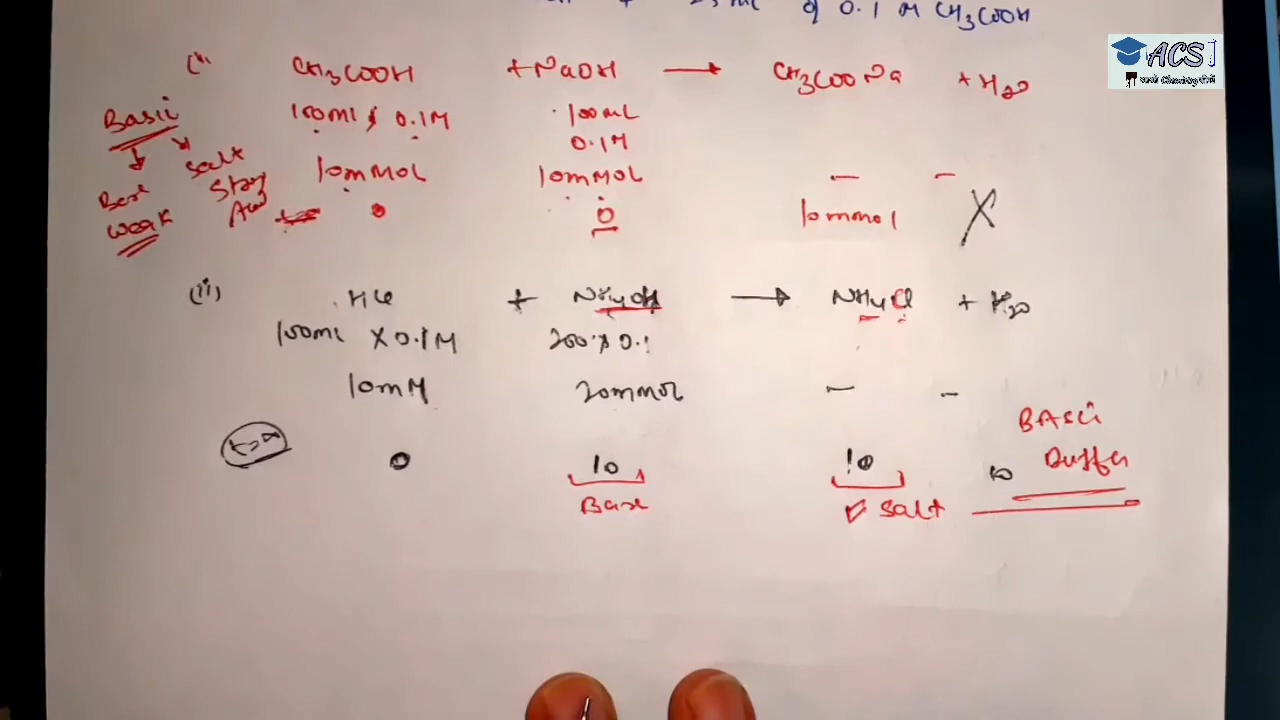 of 0.1 M CH3COOH
ACS
(i) CH3COOH + NaOH → CH3COONa + H2O
Basic 100ml × 0.1M 100mL
0.1M
Salt 10mmol 10mmol — —
Base Strong
weak 0 0 10mmol X
(ii) HCl + NH4OH → NH4Cl + H2O
100ml × 0.1M 200 × 0.1
10mM 20mmol — —
BASic
0 10 10 10 Buffer
Base Salt